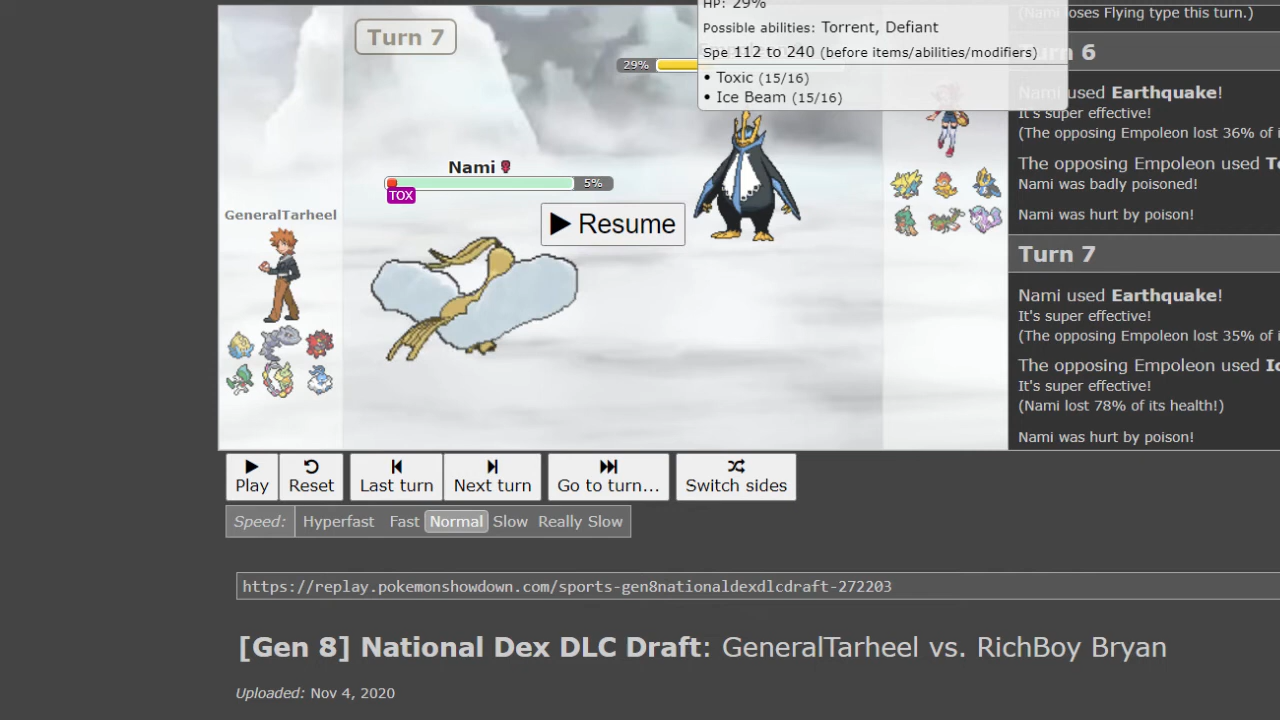 HP: 29%
Possible abilities: Torrent, Defiant
Spe 112 to 240 (before items/abilities/modifiers)
• Toxic (15/16)
• Ice Beam (15/16)
Turn 7
29%
Nami
5%
TOX
GeneralTarheel
Resume
(Nami loses Flying type this turn.)
Nami used Earthquake!
It's super effective!
(The opposing Empoleon lost 36% of i
The opposing Empoleon used
Nami was badly poisoned!
Nami was hurt by poison!
Turn 7
Nami used Earthquake!
It's super effective!
(The opposing Empoleon lost 35% of i
The opposing Empoleon used
It's super effective!
(Nami lost 78% of its health!)
Nami was hurt by poison!
Play Reset Last turn Next turn Go to turn... Switch sides
Speed: Hyperfast Fast Normal Slow Really Slow
https://replay.pokemonshowdown.com/sports-gen8nationaldexdlcdraft-272203
[Gen 8] National Dex DLC Draft: GeneralTarheel vs. RichBoy Bryan
Uploaded: Nov 4, 2020